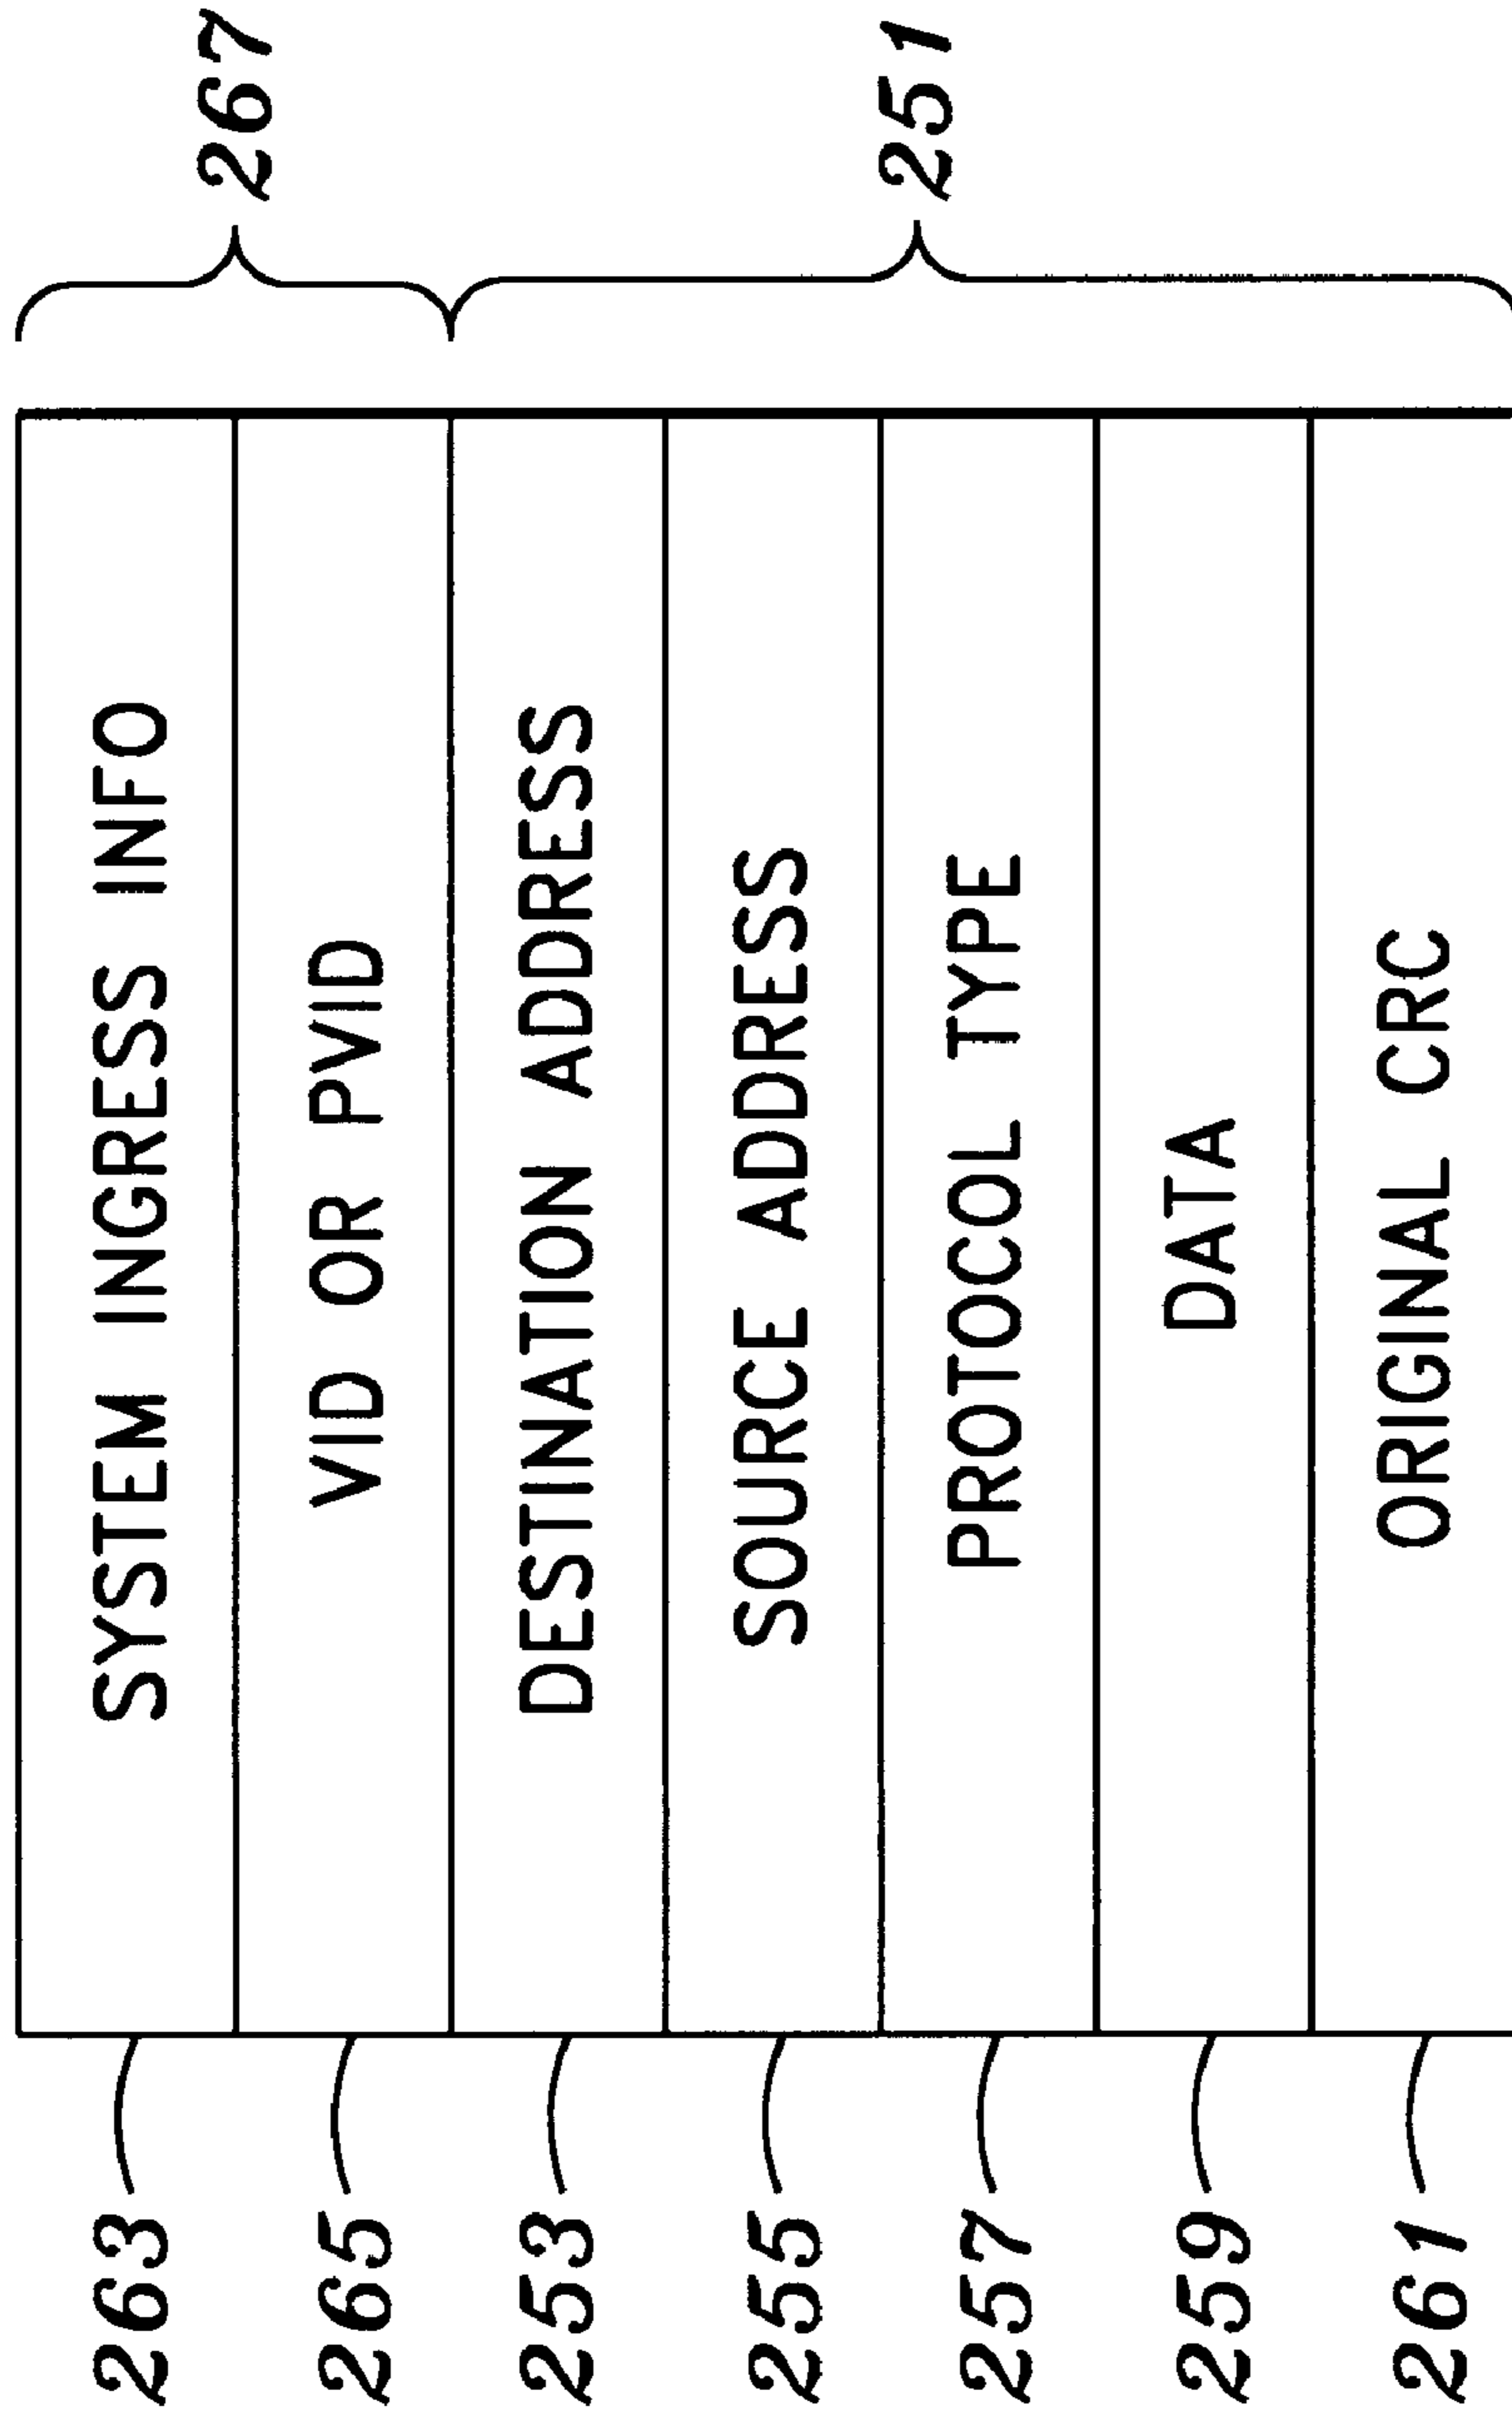 263 SYSTEM INGRESS INFO 267
265 VID OR PVID
253 DESTINATION ADDRESS
255 SOURCE ADDRESS 251
257 PROTOCOL TYPE
259 DATA
261 ORIGINAL CRC